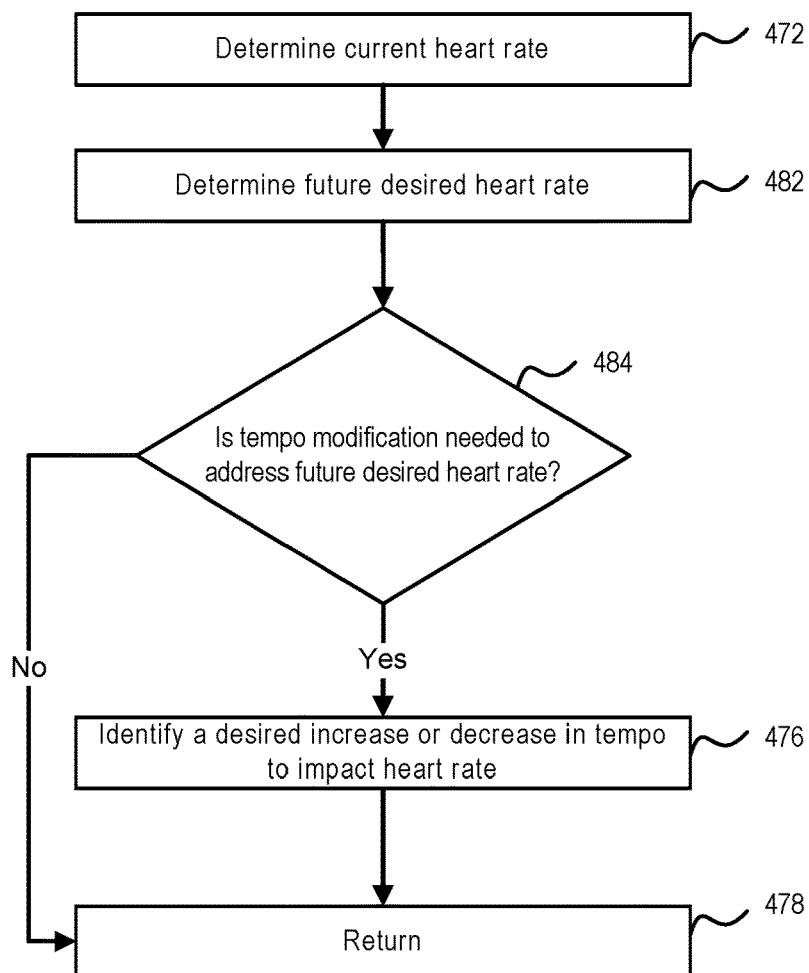 Determine current heart rate
472
Determine future desired heart rate
482
484
Is tempo modification needed to
address future desired heart rate?
No
Yes
Identify a desired increase or decrease in tempo
to impact heart rate
476
478
Return